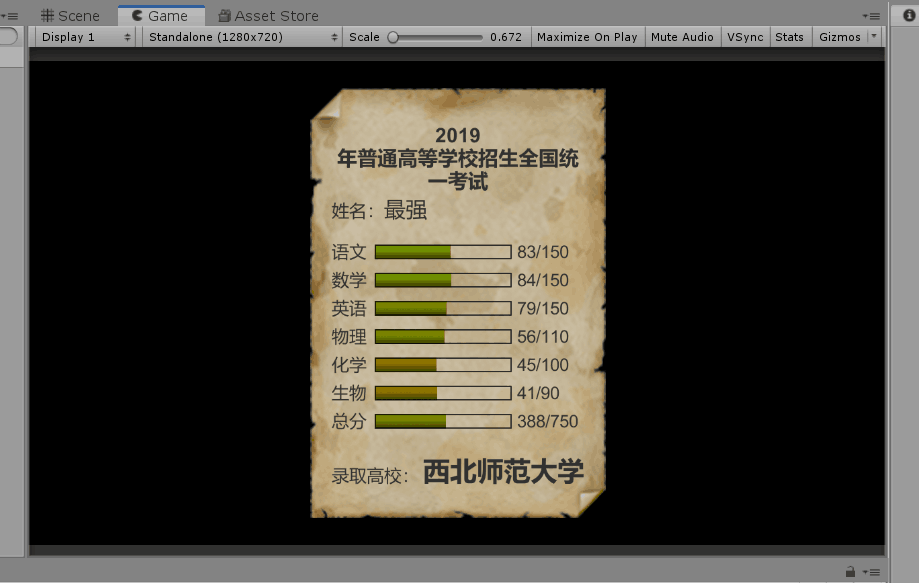 Scene Game Asset Store
Display 1 Standalone (1280x720) Scale 0.672 Maximize On Play Mute Audio VSync Stats Gizmos
2019
年普通高等学校招生全国统
一考试
姓名：最强
语文 83/150
数学 84/150
英语 79/150
物理 56/110
化学 45/100
生物 41/90
总分 388/750
录取高校：西北师范大学